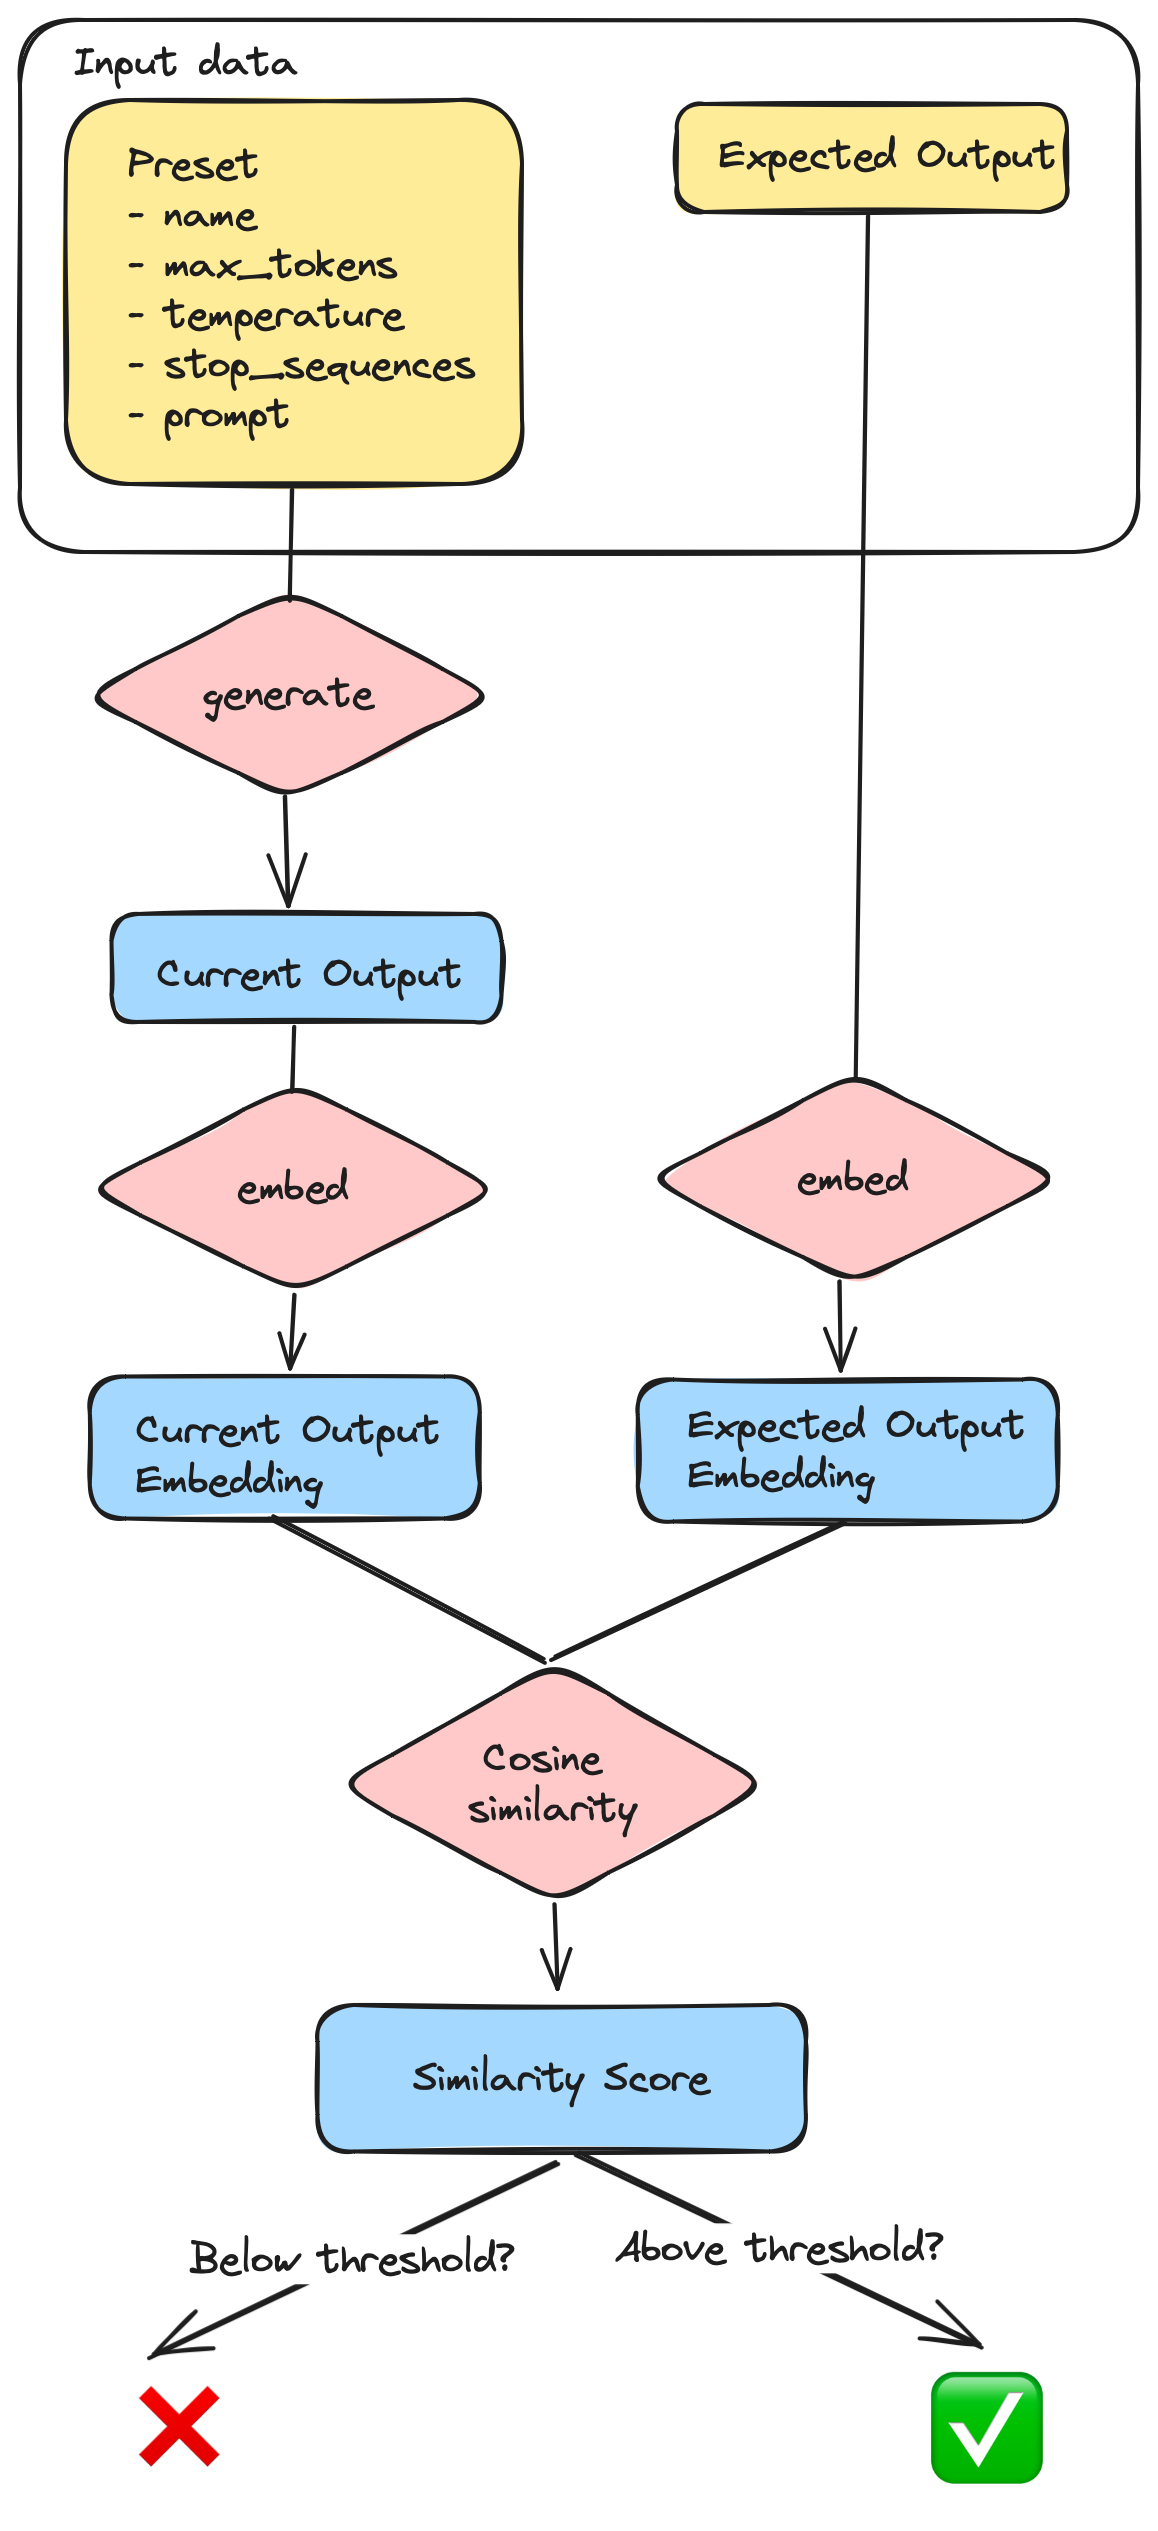 Input data
Preset
- name
- max_tokens
- temperature
- stop_sequences
- prompt
Expected Output
generate
Current Output
embed
embed
Current Output
Embedding
Expected Output
Embedding
Cosine
similarity
Similarity Score
Below threshold?
Above threshold?